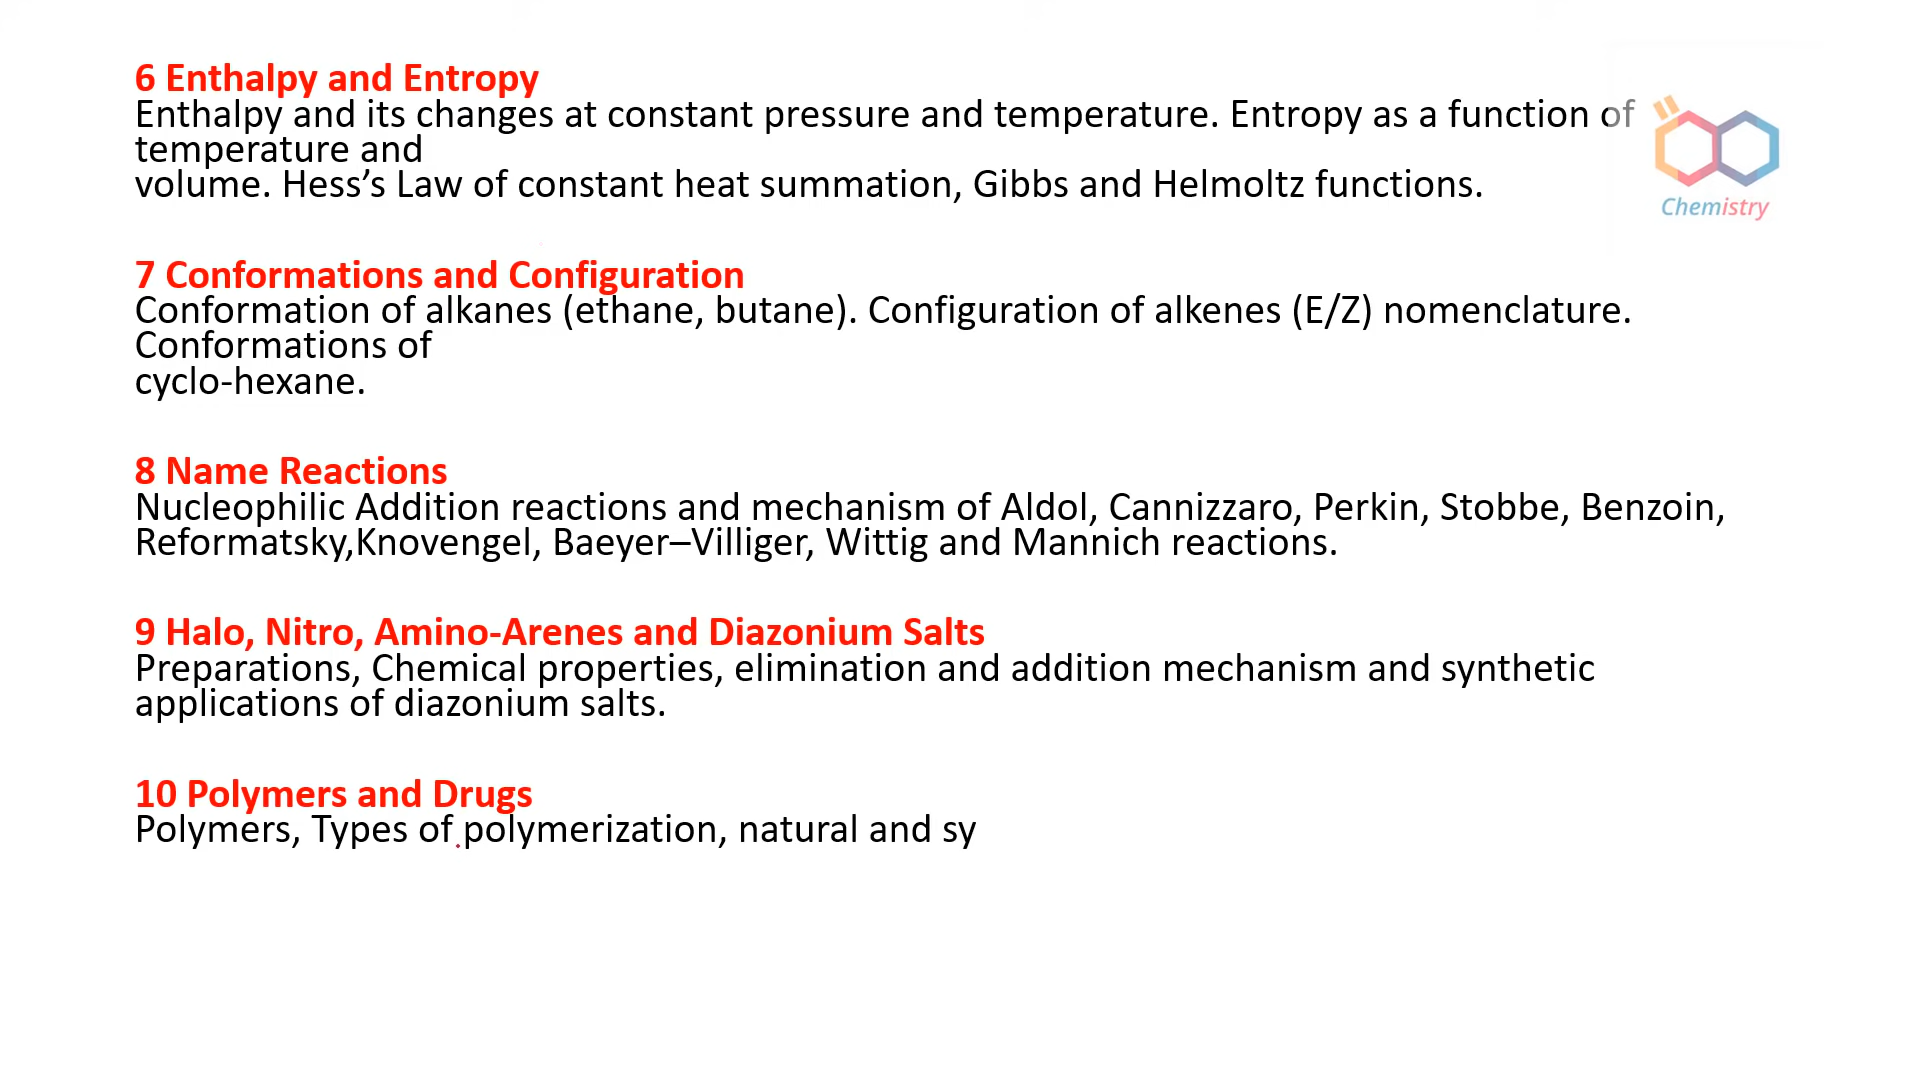 6 Enthalpy and Entropy
Enthalpy and its changes at constant pressure and temperature. Entropy as a function of
temperature and
volume. Hess’s Law of constant heat summation, Gibbs and Helmoltz functions.
Chemistry
7 Conformations and Configuration
Conformation of alkanes (ethane, butane). Configuration of alkenes (E/Z) nomenclature.
Conformations of
cyclo-hexane.
8 Name Reactions
Nucleophilic Addition reactions and mechanism of Aldol, Cannizzaro, Perkin, Stobbe, Benzoin,
Reformatsky,Knovengel, Baeyer–Villiger, Wittig and Mannich reactions.
9 Halo, Nitro, Amino-Arenes and Diazonium Salts
Preparations, Chemical properties, elimination and addition mechanism and synthetic
applications of diazonium salts.
10 Polymers and Drugs
Polymers, Types of polymerization, natural and sy